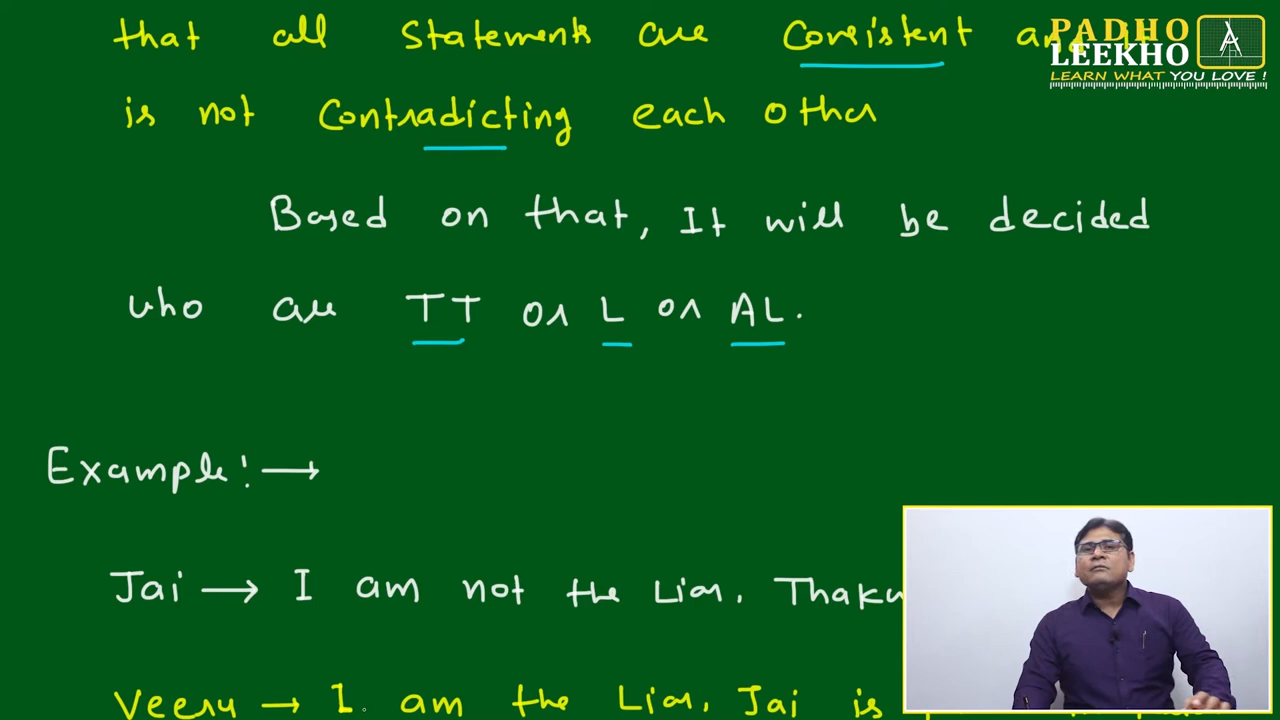 that all statements are consistent and it
is not contradicting each other
PADHO
LEEKHO
LEARN WHAT YOU LOVE !
Based on that, It will be decided
who are TT or L or AL.
Example: →
Jai → I am not the Liar. Thaku
Veeru → I am the Liar. Jai is